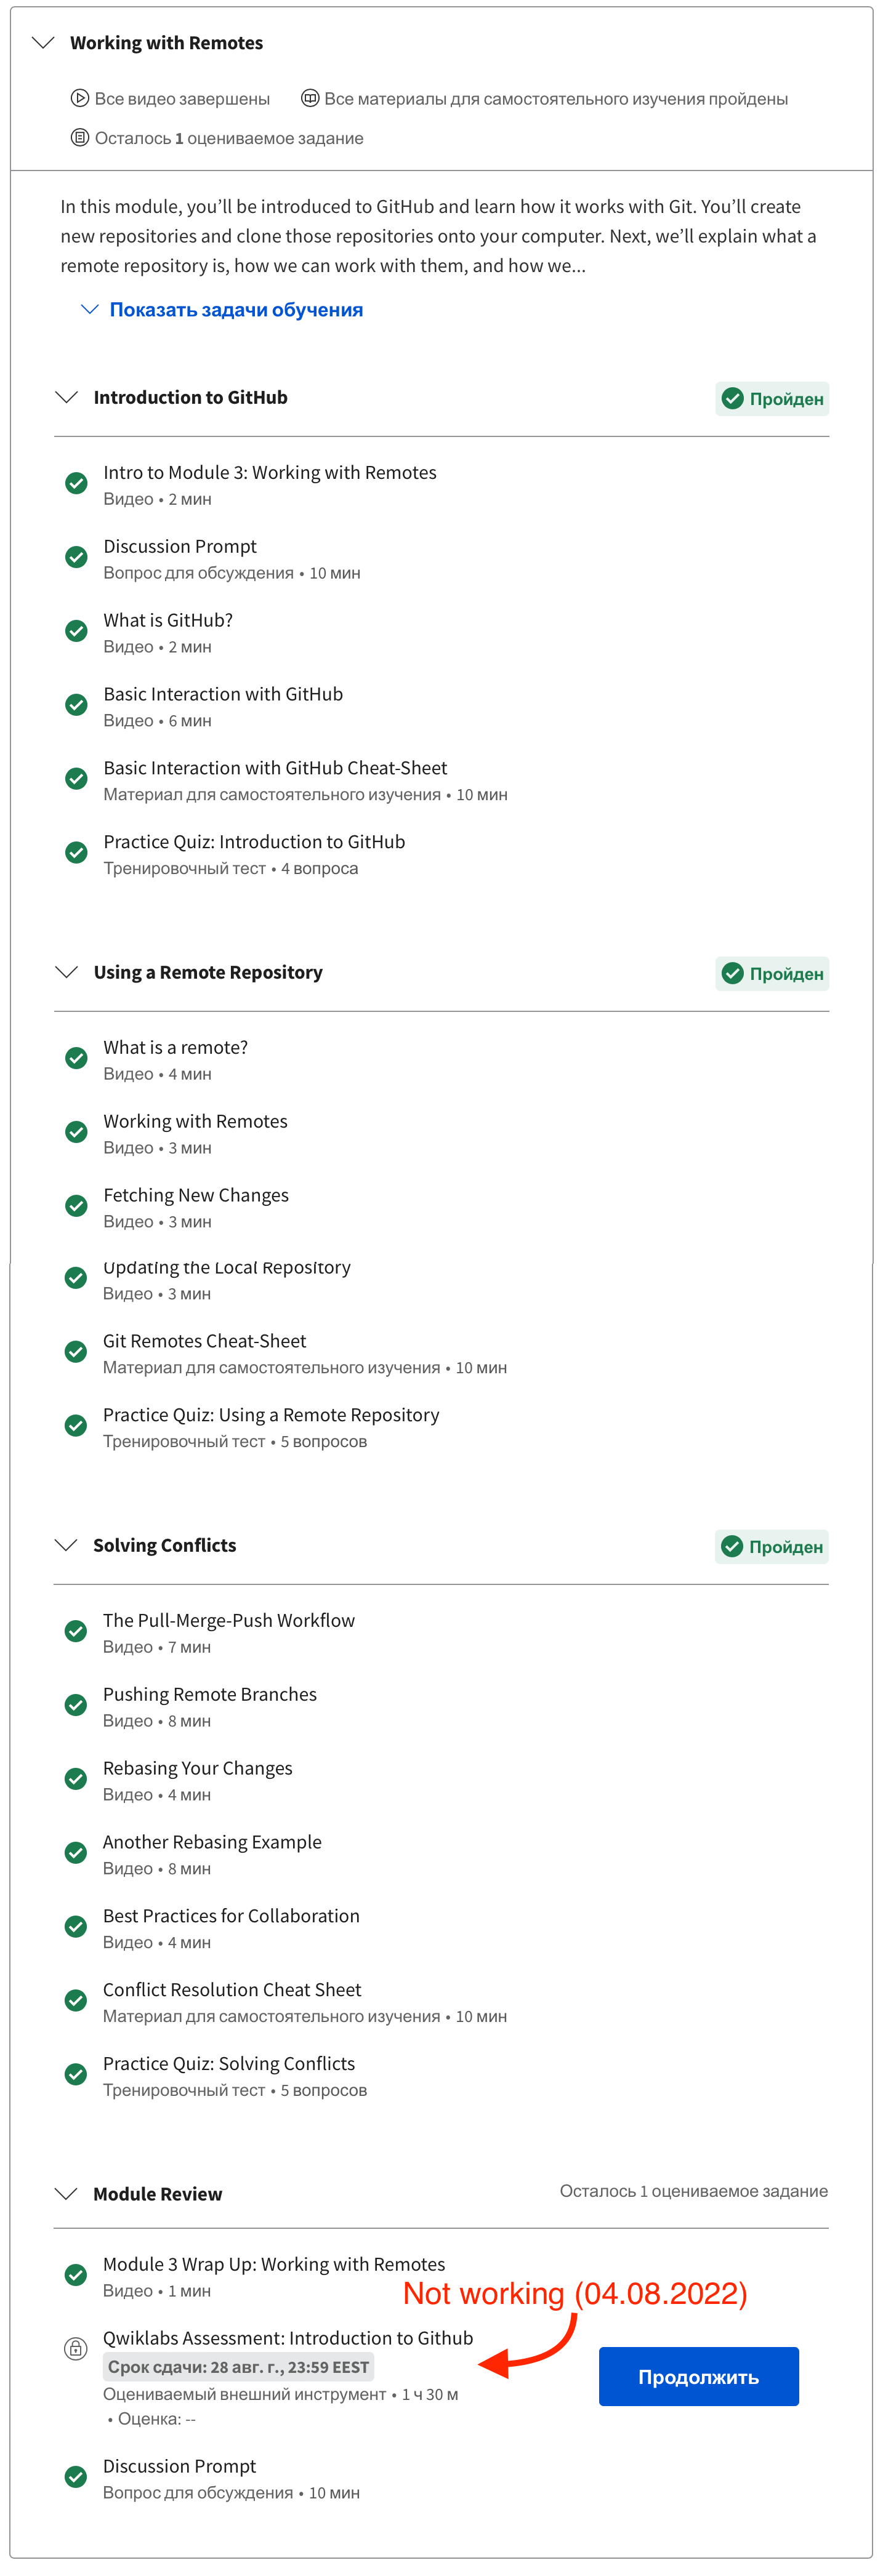 Working with Remotes
Все видео завершены
Все материалы для самостоятельного изучения пройдены
Осталось 1 оцениваемое задание
In this module, you’ll be introduced to GitHub and learn how it works with Git. You’ll create
new repositories and clone those repositories onto your computer. Next, we’ll explain what a
remote repository is, how we can work with them, and how we...
Показать задачи обучения
Introduction to GitHub
Пройден
Intro to Module 3: Working with Remotes
Видео • 2 мин
Discussion Prompt
Вопрос для обсуждения • 10 мин
What is GitHub?
Видео • 2 мин
Basic Interaction with GitHub
Видео • 6 мин
Basic Interaction with GitHub Cheat-Sheet
Материал для самостоятельного изучения • 10 мин
Practice Quiz: Introduction to GitHub
Тренировочный тест • 4 вопроса
Using a Remote Repository
Пройден
What is a remote?
Видео • 4 мин
Working with Remotes
Видео • 3 мин
Fetching New Changes
Видео • 3 мин
Updating the Local Repository
Видео • 3 мин
Git Remotes Cheat-Sheet
Материал для самостоятельного изучения • 10 мин
Practice Quiz: Using a Remote Repository
Тренировочный тест • 5 вопросов
Solving Conflicts
Пройден
The Pull-Merge-Push Workflow
Видео • 7 мин
Pushing Remote Branches
Видео • 8 мин
Rebasing Your Changes
Видео • 4 мин
Another Rebasing Example
Видео • 8 мин
Best Practices for Collaboration
Видео • 4 мин
Conflict Resolution Cheat Sheet
Материал для самостоятельного изучения • 10 мин
Practice Quiz: Solving Conflicts
Тренировочный тест • 5 вопросов
Module Review
Осталось 1 оцениваемое задание
Module 3 Wrap Up: Working with Remotes
Видео • 1 мин
Not working (04.08.2022)
Qwiklabs Assessment: Introduction to Github
Срок сдачи: 28 авг. г., 23:59 EEST
Продолжить
Оцениваемый внешний инструмент • 1 ч 30 м
• Оценка: --
Discussion Prompt
Вопрос для обсуждения • 10 мин